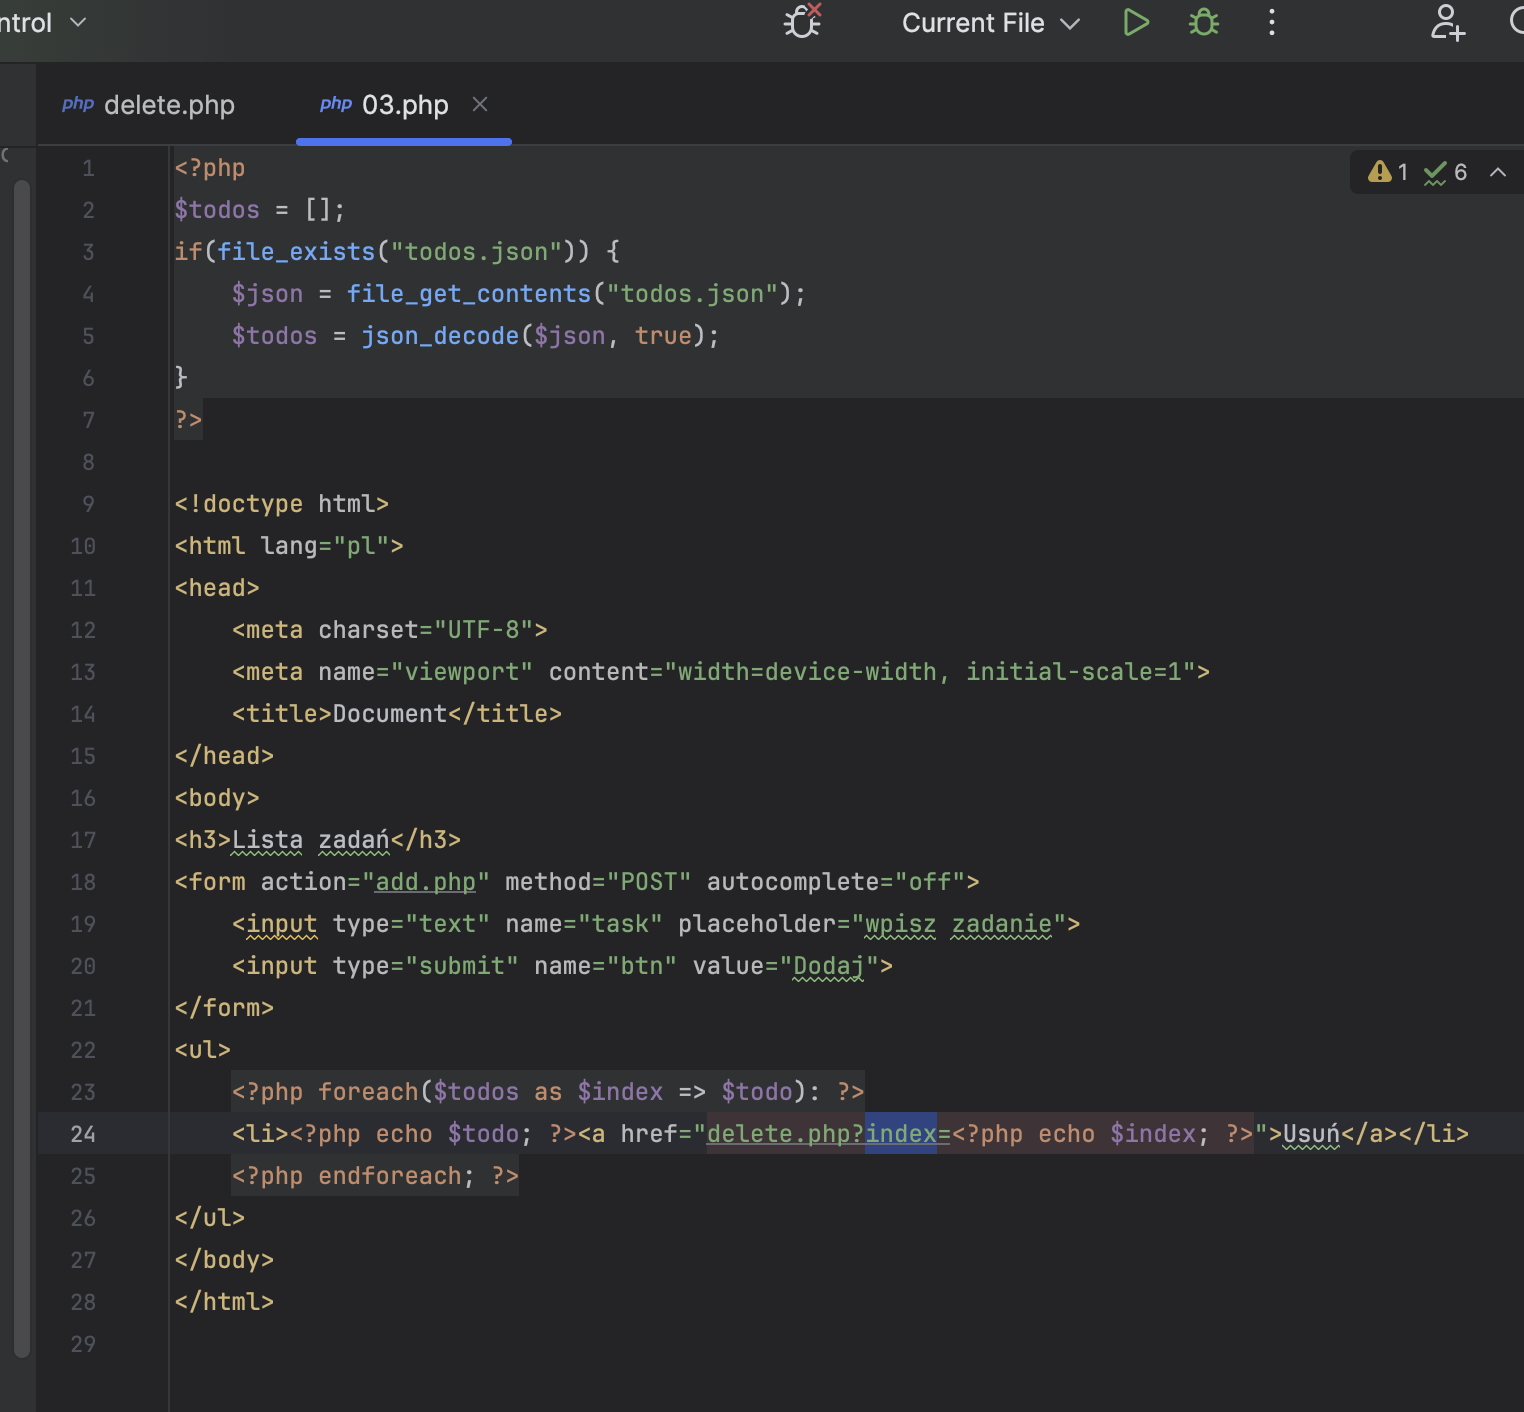 ntrol
Current File
php delete.php
php 03.php
1 <?php
2 $todos = [];
3 if(file_exists("todos.json")) {
4     $json = file_get_contents("todos.json");
5     $todos = json_decode($json, true);
6 }
7 ?>
8
9 <!doctype html>
10 <html lang="pl">
11 <head>
12     <meta charset="UTF-8">
13     <meta name="viewport" content="width=device-width, initial-scale=1">
14     <title>Document</title>
15 </head>
16 <body>
17 <h3>Lista zadań</h3>
18 <form action="add.php" method="POST" autocomplete="off">
19     <input type="text" name="task" placeholder="wpisz zadanie">
20     <input type="submit" name="btn" value="Dodaj">
21 </form>
22 <ul>
23     <?php foreach($todos as $index => $todo): ?>
24     <li><?php echo $todo; ?><a href="delete.php?index=<?php echo $index; ?>">Usuń</a></li>
25     <?php endforeach; ?>
26 </ul>
27 </body>
28 </html>
29
1 6